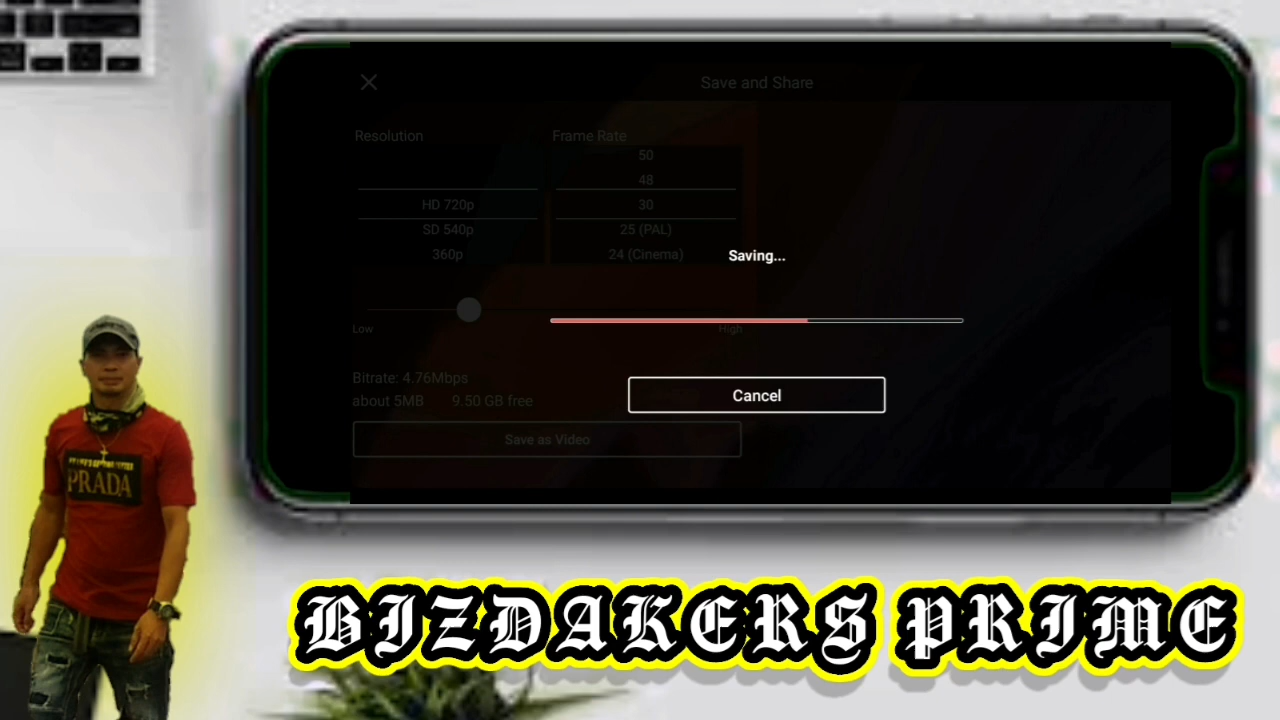 Save and Share
Resolution
Frame Rate
50
48
HD 720p
30
SD 540p
25 (PAL)
360p
24 (Cinema)
Saving...
Low
High
Bitrate: 4.76Mbps
about 5MB 9.50 GB free
Cancel
Save as Video
PRADA
BIZDAKERS PRIME